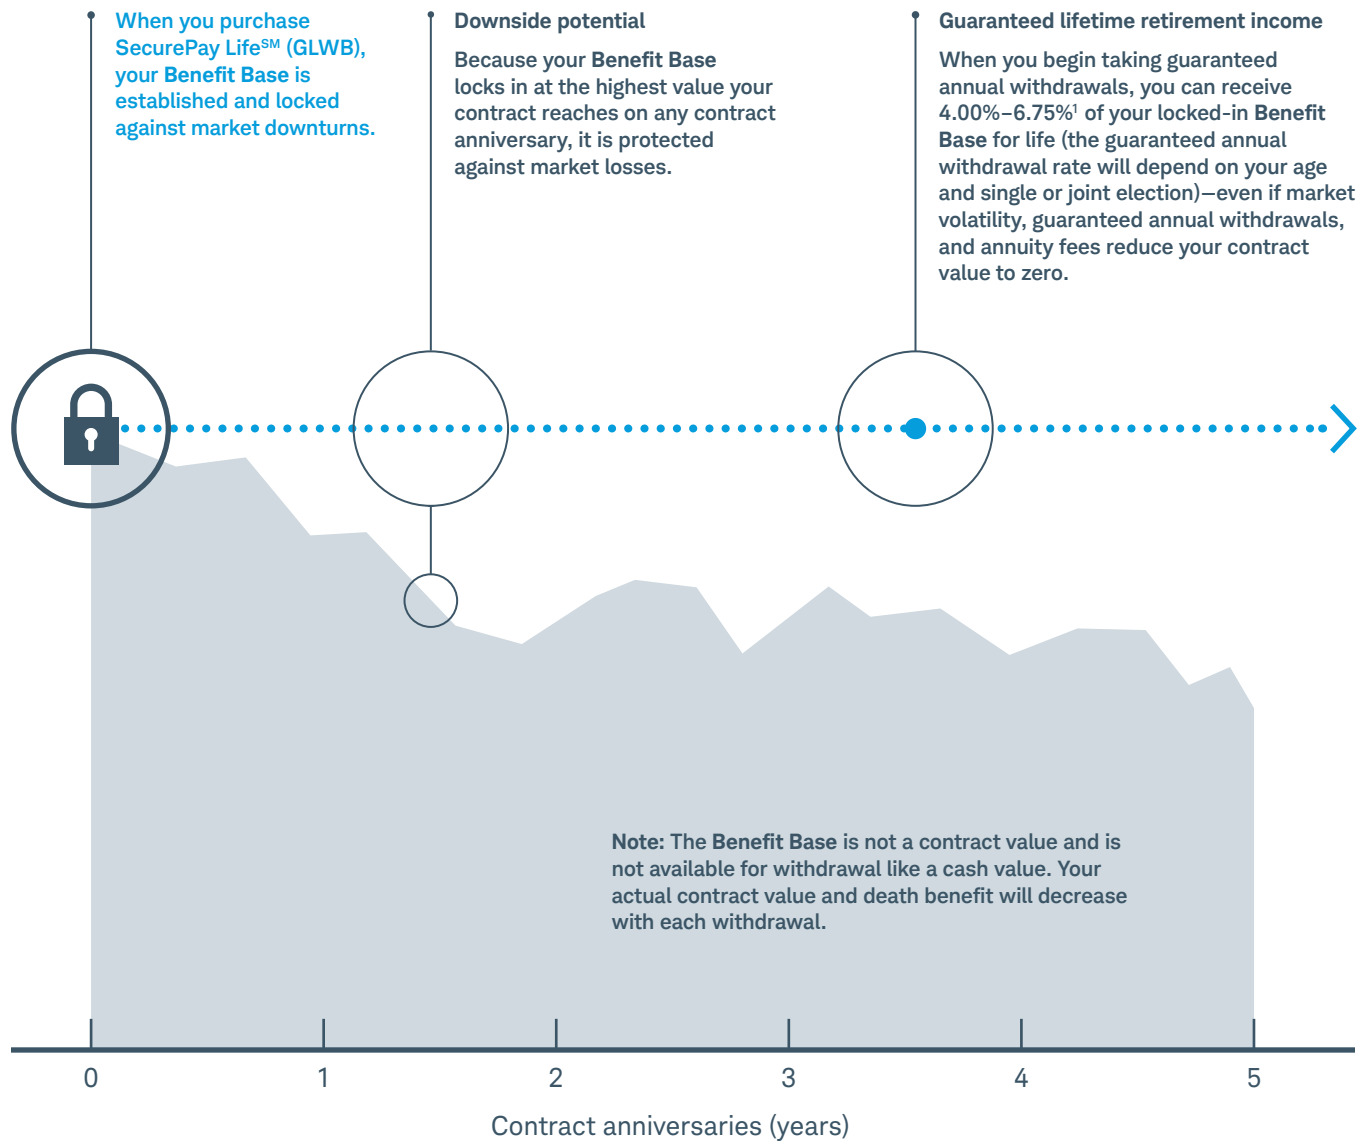 When you purchase
SecurePay Life℠ (GLWB),
your Benefit Base is
established and locked
against market downturns.
Downside potential
Because your Benefit Base
locks in at the highest value your
contract reaches on any contract
anniversary, it is protected
against market losses.
Guaranteed lifetime retirement income
When you begin taking guaranteed
annual withdrawals, you can receive
4.00%–6.75%¹ of your locked-in Benefit
Base for life (the guaranteed annual
withdrawal rate will depend on your age
and single or joint election)—even if market
volatility, guaranteed annual withdrawals,
and annuity fees reduce your contract
value to zero.
Note: The Benefit Base is not a contract value and is
not available for withdrawal like a cash value. Your
actual contract value and death benefit will decrease
with each withdrawal.
0 1 2 3 4 5
Contract anniversaries (years)